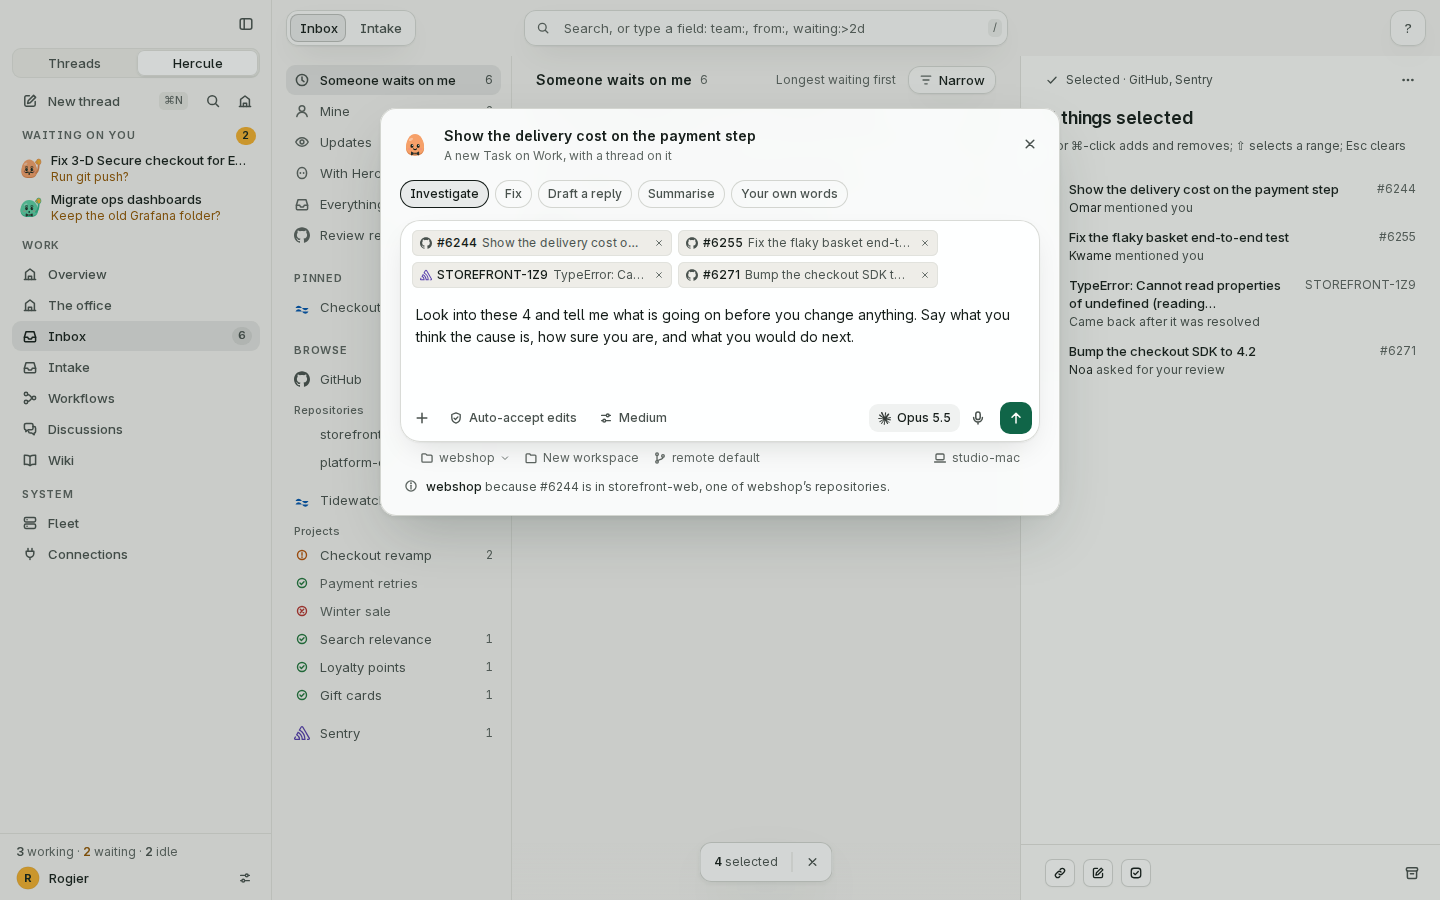 Threads
Hercule
New thread
⌘N
WAITING ON YOU
2
Fix 3-D Secure checkout for E…
Run git push?
Migrate ops dashboards
Keep the old Grafana folder?
WORK
Overview
The office
Inbox
6
Intake
Workflows
Discussions
Wiki
SYSTEM
Fleet
Connections
3 working · 2 waiting · 2 idle
R
Rogier
Inbox
Intake
Search, or type a field: team:, from:, waiting:>2d
/
?
Someone waits on me
6
Mine
Updates
With Herc
Everything
Review re
PINNED
Checkout
BROWSE
GitHub
Repositories
storefront
platform-
Tidewatc
Projects
Checkout revamp
2
Payment retries
Winter sale
Search relevance
1
Loyalty points
1
Gift cards
1
Sentry
1
Someone waits on me 6
Longest waiting first
Narrow
Show the delivery cost on the payment step
A new Task on Work, with a thread on it
Investigate
Fix
Draft a reply
Summarise
Your own words
#6244 Show the delivery cost o…
#6255 Fix the flaky basket end-t…
STOREFRONT-1Z9 TypeError: Ca…
#6271 Bump the checkout SDK t…
Look into these 4 and tell me what is going on before you change anything. Say what you
think the cause is, how sure you are, and what you would do next.
Auto-accept edits
Medium
Opus 5.5
webshop
New workspace
remote default
studio-mac
webshop because #6244 is in storefront-web, one of webshop’s repositories.
4 selected
Selected · GitHub, Sentry
things selected
or ⌘-click adds and removes; ⇧ selects a range; Esc clears
Show the delivery cost on the payment step
#6244
Omar mentioned you
Fix the flaky basket end-to-end test
#6255
Kwame mentioned you
TypeError: Cannot read properties
of undefined (reading…
STOREFRONT-1Z9
Came back after it was resolved
Bump the checkout SDK to 4.2
#6271
Noa asked for your review